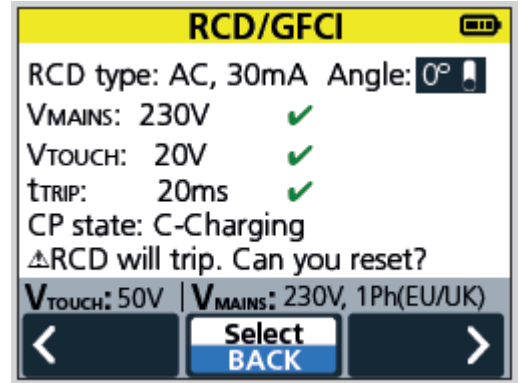 RCD/GFCI
RCD type: AC, 30mA Angle: 0°
VMAINS: 230V ✔
VTOUCH: 20V ✔
tTRIP: 20ms ✔
CP state: C-Charging
⚠RCD will trip. Can you reset?
VTOUCH: 50V | VMAINS: 230V, 1Ph(EU/UK)
Select
BACK